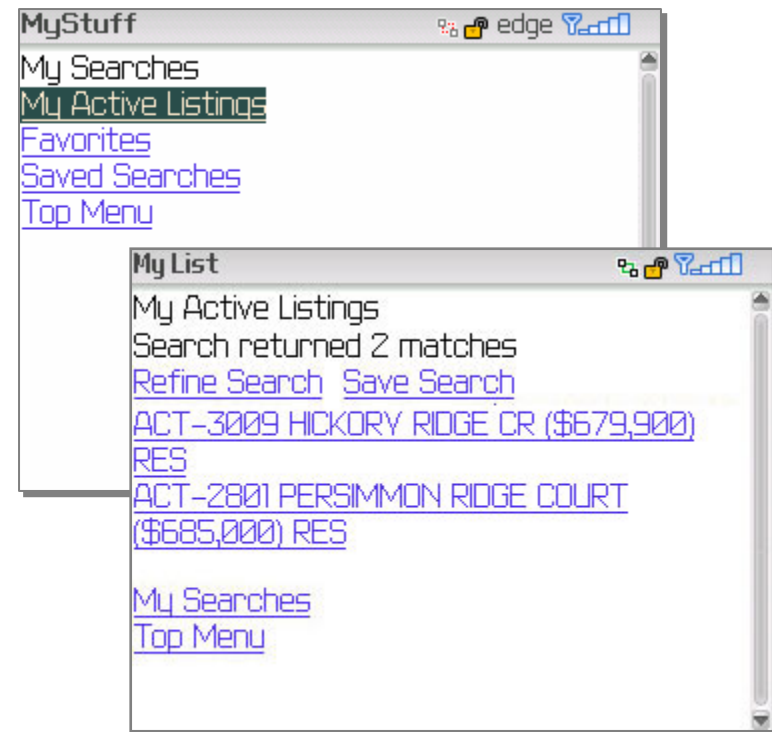 MyStuff
edge
My Searches
My Active Listings
Favorites
Saved Searches
Top Menu
My List
My Active Listings
Search returned 2 matches
Refine Search Save Search
ACT-3009 HICKORY RIDGE CR ($679,900)
RES
ACT-2801 PERSIMMON RIDGE COURT
($685,000) RES
My Searches
Top Menu